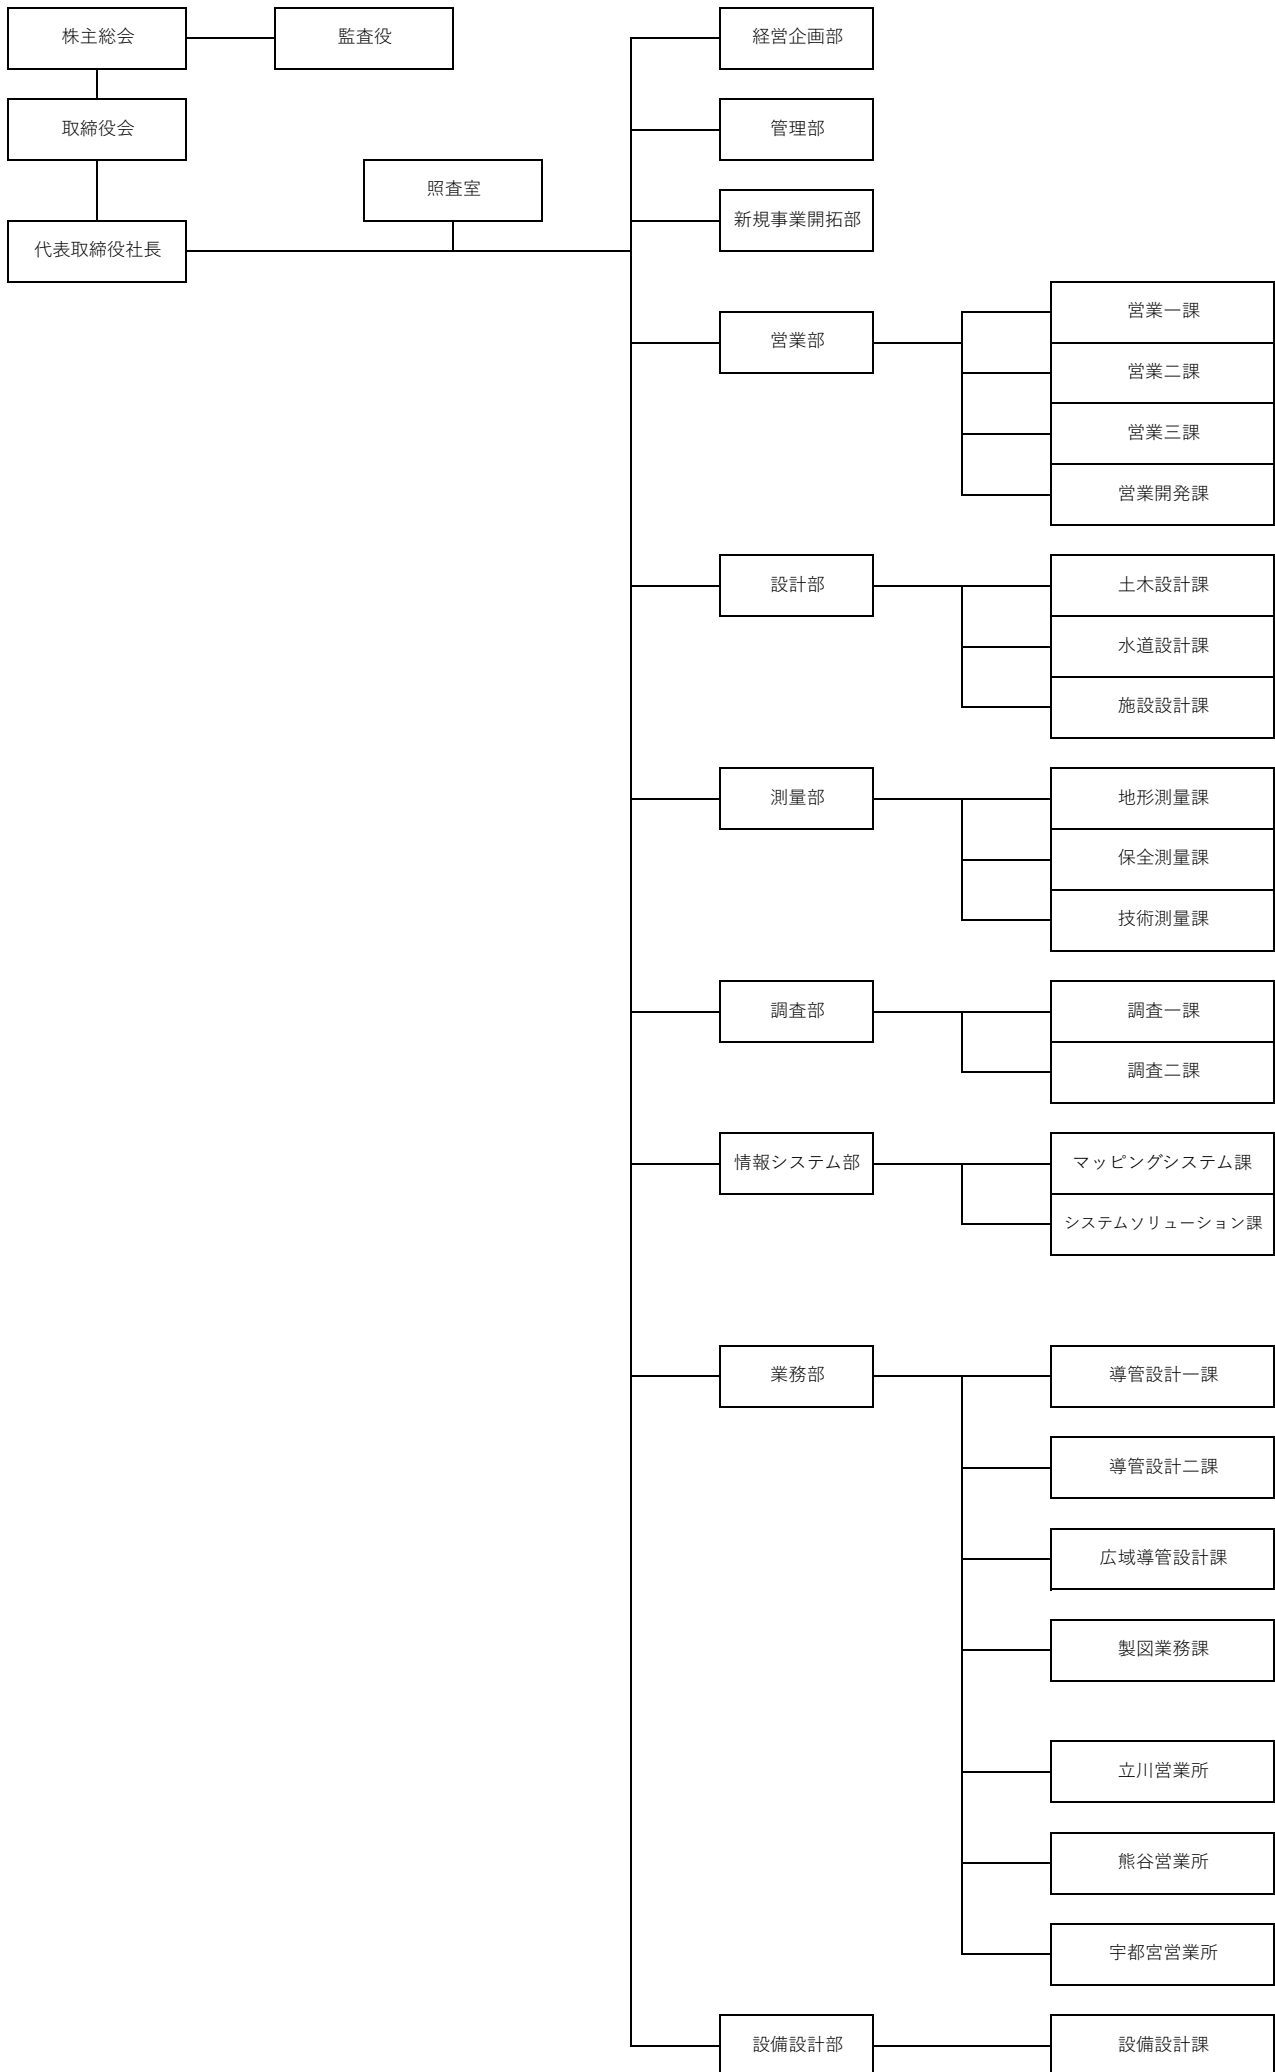 株主総会
監査役
取締役会
照査室
代表取締役社長
経営企画部
管理部
新規事業開拓部
営業部
営業一課
営業二課
営業三課
営業開発課
設計部
土木設計課
水道設計課
施設設計課
測量部
地形測量課
保全測量課
技術測量課
調査部
調査一課
調査二課
情報システム部
マッピングシステム課
システムソリューション課
業務部
導管設計一課
導管設計二課
広域導管設計課
製図業務課
立川営業所
熊谷営業所
宇都宮営業所
設備設計部
設備設計課